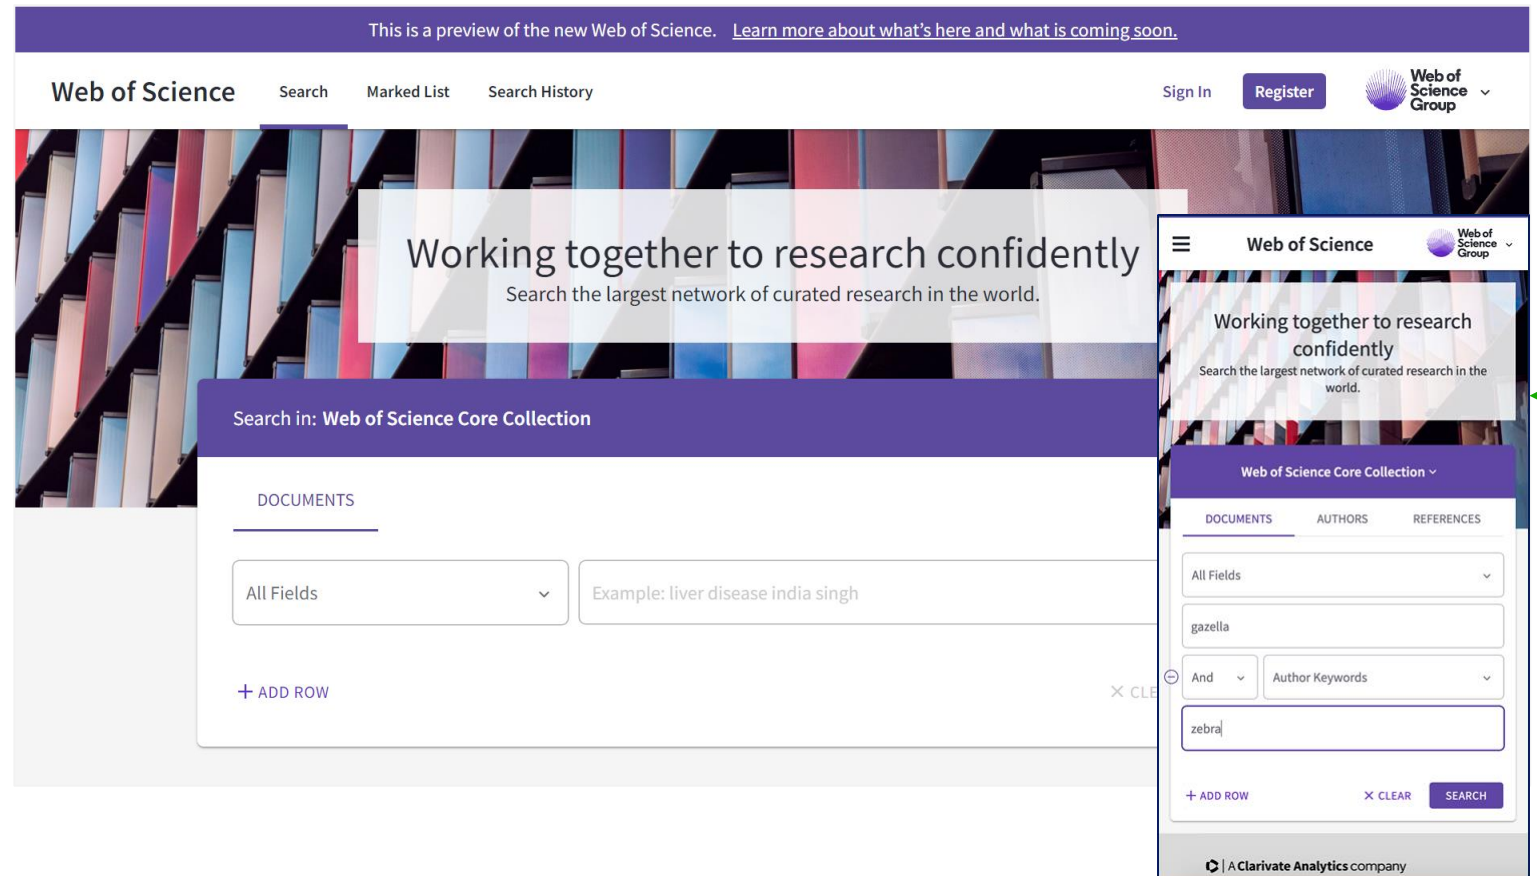 This is a preview of the new Web of Science. Learn more about what's here and what is coming soon.
Web of Science Search Marked List Search History Sign In Register
Web of
Science
Group
Working together to research confidently
Search the largest network of curated research in the world.
Search in: Web of Science Core Collection
DOCUMENTS
All Fields Example: liver disease india singh
+ ADD ROW × CLE
Web of Science
Web of
Science
Group
Working together to research
confidently
Search the largest network of curated research in the
world.
Web of Science Core Collection
DOCUMENTS AUTHORS REFERENCES
All Fields
gazella
And Author Keywords
zebra
+ ADD ROW × CLEAR SEARCH
A Clarivate Analytics company